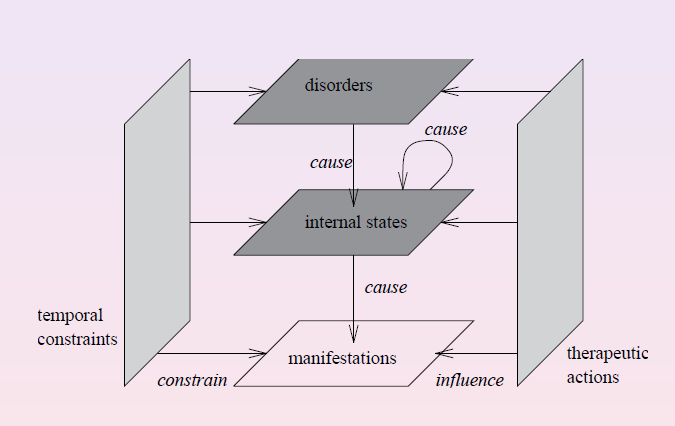 disorders
cause
cause
internal states
cause
temporal
constraints
manifestations
therapeutic
actions
constrain
influence